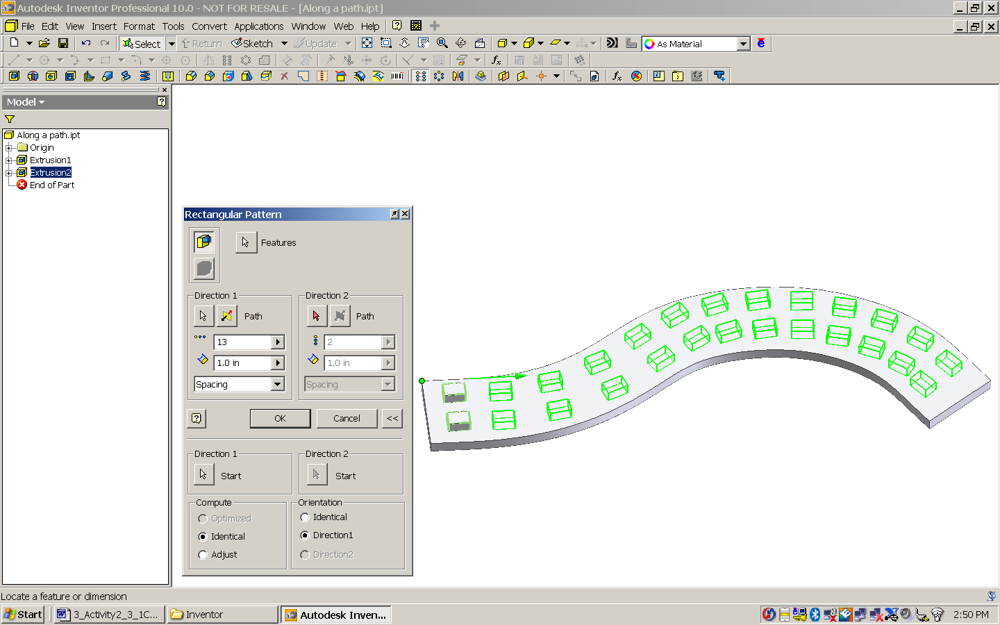 Autodesk Inventor Professional 10.0 - NOT FOR RESALE - [Along a path.ipt]
File Edit View Insert Format Tools Convert Applications Window Web Help
Select Return Sketch Update As Material
Model
Along a path.ipt
Origin
Extrusion1
Extrusion2
End of Part
Rectangular Pattern
Features
Direction 1 Direction 2
Path Path
13 2
1.0 in 1.0 in
Spacing Spacing
OK Cancel <<
Direction 1 Direction 2
Start Start
Compute Orientation
Optimized Identical
Identical Direction1
Adjust Direction2
Locate a feature or dimension
Start 3_Activity2_3_1C... Inventor Autodesk Inven... 2:50 PM